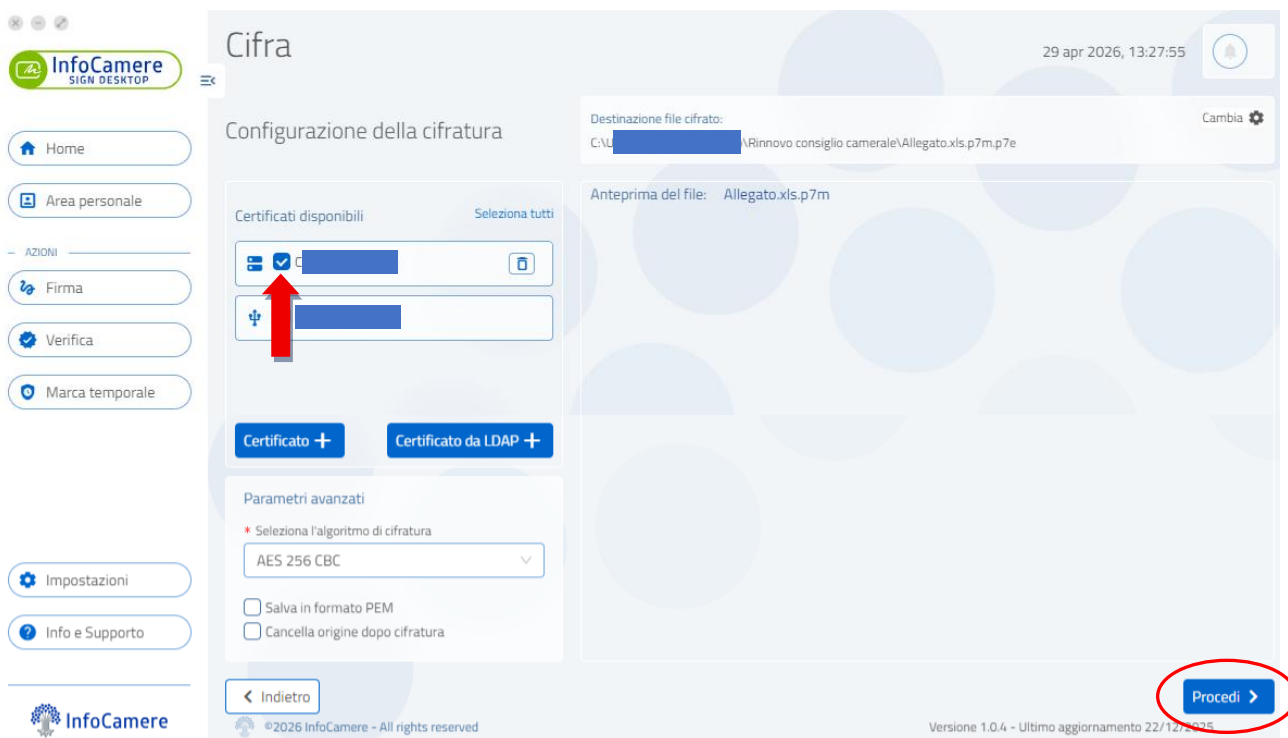 InfoCamere
SIGN DESKTOP
Home
Area personale
AZIONI
Firma
Verifica
Marca temporale
Impostazioni
Info e Supporto
InfoCamere
Cifra
29 apr 2026, 13:27:55
Configurazione della cifratura
Destinazione file cifrato:
Cambia
C:\U \Rinnovo consiglio camerale\Allegato.xls.p7m.p7e
Certificati disponibili
Seleziona tutti
C
Certificato +
Certificato da LDAP +
Anteprima del file: Allegato.xls.p7m
Parametri avanzati
* Seleziona l'algoritmo di cifratura
AES 256 CBC
Salva in formato PEM
Cancella origine dopo cifratura
Indietro
Procedi
©2026 InfoCamere - All rights reserved
Versione 1.0.4 - Ultimo aggiornamento 22/12/2025